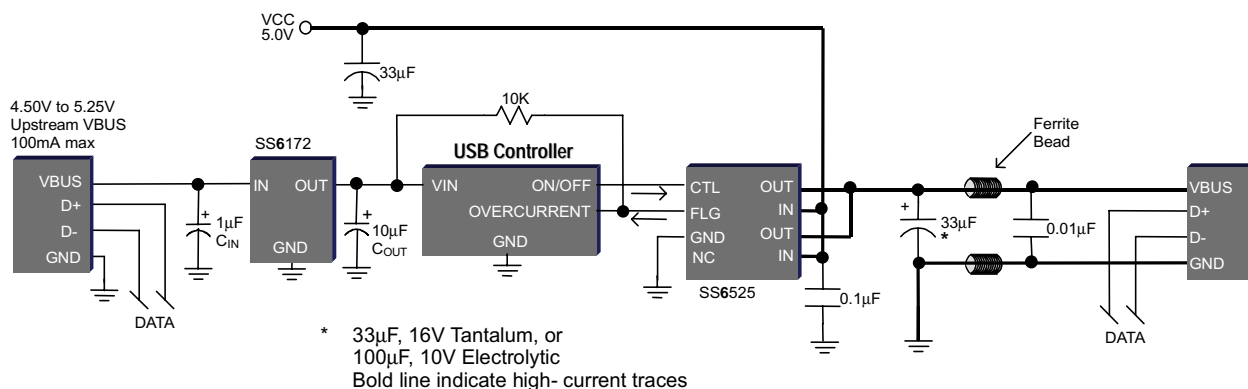 VCC
5.0V
33µF
4.50V to 5.25V
Upstream VBUS
100mA max
10K
Ferrite
Bead
SS6172
USB Controller
VBUS
D+
D-
GND
IN
OUT
GND
VIN
ON/OFF
OVERCURRENT
GND
CTL
FLG
GND
NC
OUT
IN
OUT
IN
VBUS
D+
D-
GND
+
1µF
CIN
+
10µF
COUT
+
33µF
*
0.01µF
SS6525
0.1µF
DATA
DATA
* 33µF, 16V Tantalum, or
100µF, 10V Electrolytic
Bold line indicate high- current traces